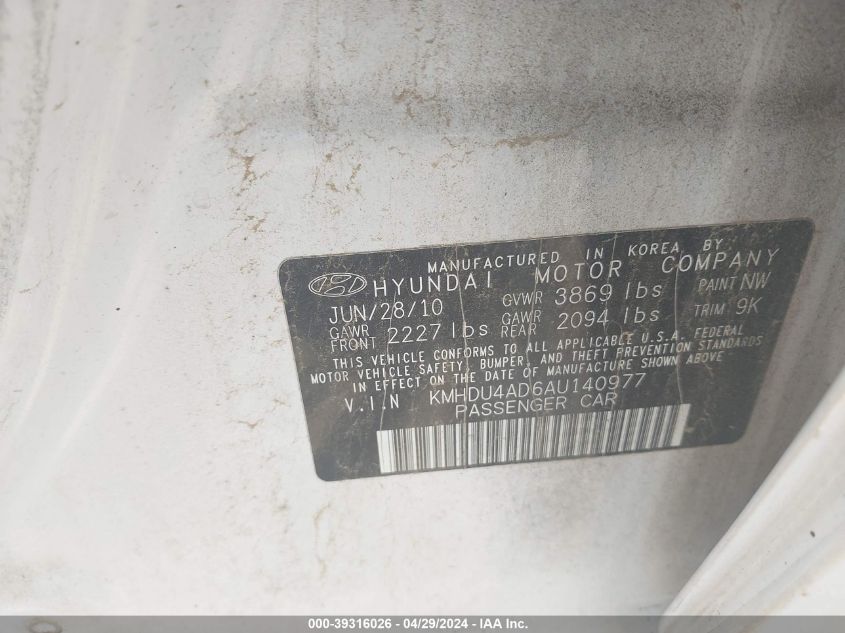 MANUFACTURED IN KOREA BY
HYUNDAI MOTOR COMPANY
JUN/28/10 GVWR 3869 lbs PAINT NW
GAWR FRONT 2227 lbs GAWR REAR 2094 lbs TRIM 9K
THIS VEHICLE CONFORMS TO ALL APPLICABLE U.S.A. FEDERAL
MOTOR VEHICLE SAFETY, BUMPER, AND THEFT PREVENTION STANDARDS
IN EFFECT ON THE DATE OF MANUFACTURE SHOWN ABOVE
V.I.N KMHDU4AD6AU140977
PASSENGER CAR
000-39316026 - 04/29/2024 - IAA Inc.